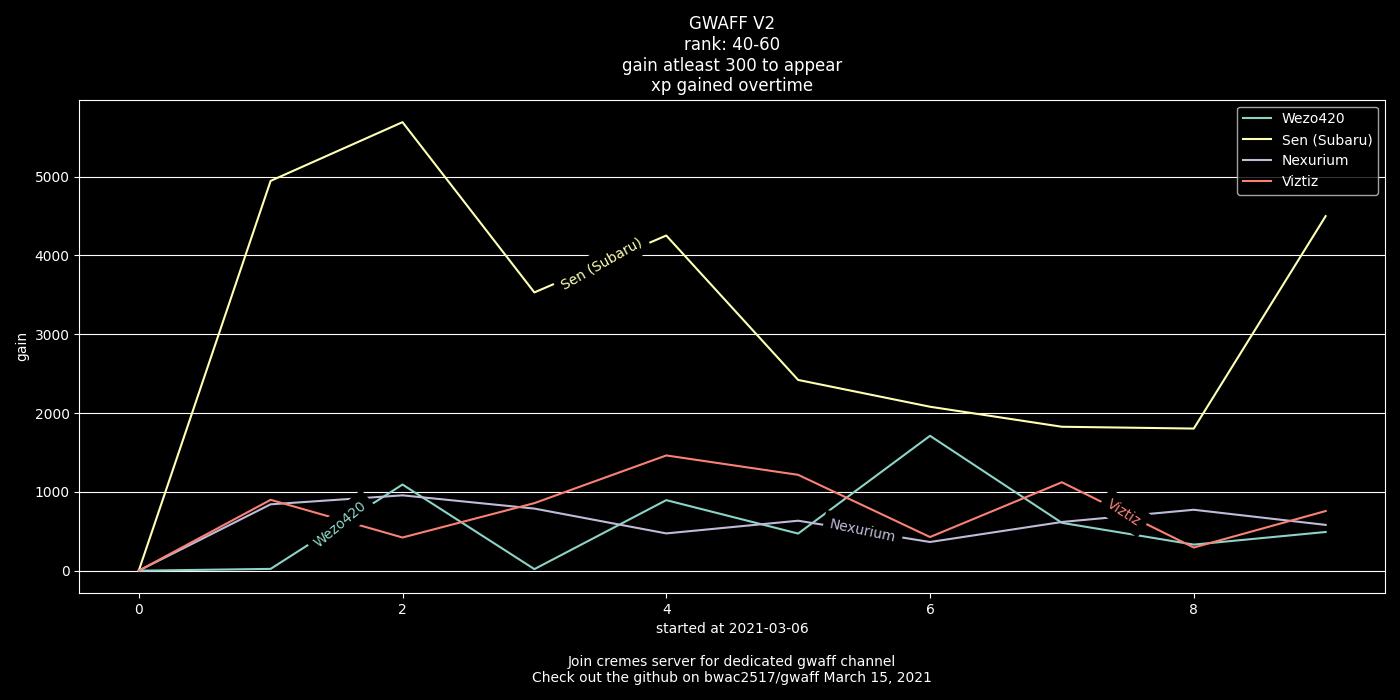 GWAFF V2
rank: 40-60
gain atleast 300 to appear
xp gained overtime
Wezo420
Sen (Subaru)
Nexurium
Viztiz
5000
4000
3000
2000
1000
0
gain
Sen (Subaru)
Wezo420
Nexurium
Viztiz
0 2 4 6 8
started at 2021-03-06
Join cremes server for dedicated gwaff channel
Check out the github on bwac2517/gwaff March 15, 2021